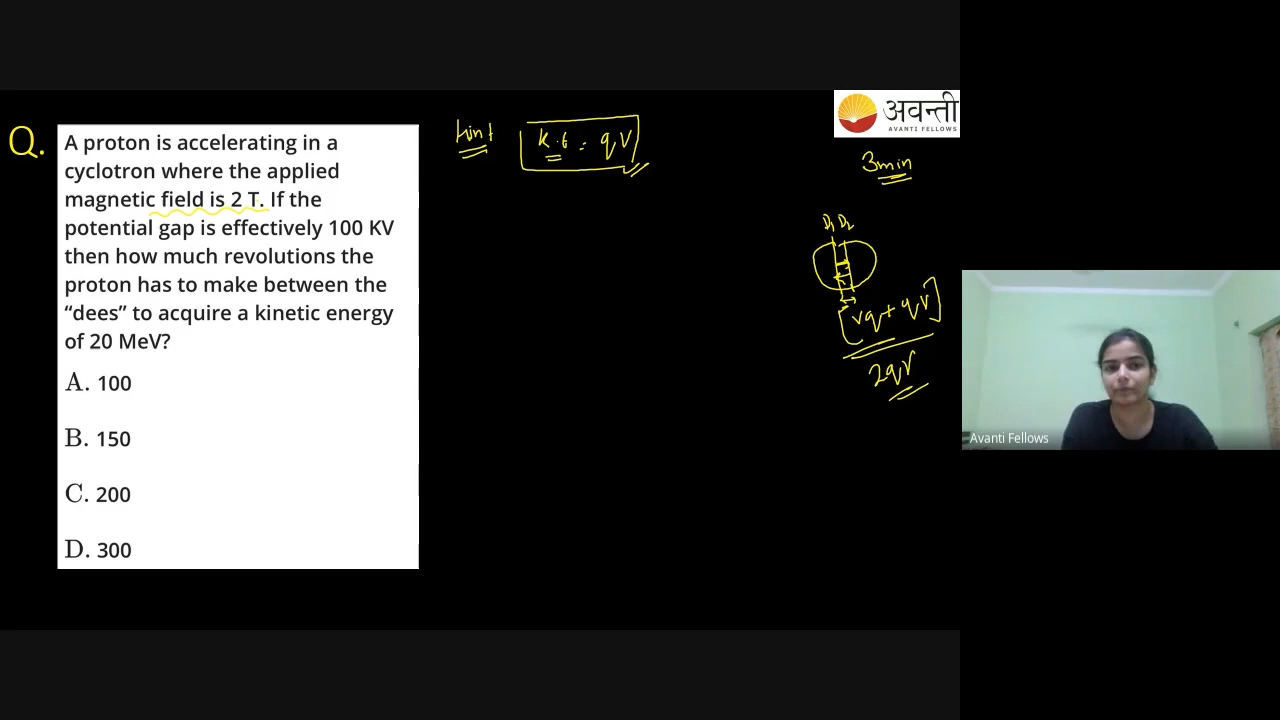 Q.
A proton is accelerating in a
cyclotron where the applied
magnetic field is 2 T. If the
potential gap is effectively 100 KV
then how much revolutions the
proton has to make between the
“dees” to acquire a kinetic energy
of 20 MeV?
A. 100
B. 150
C. 200
D. 300
Hint
K.E = qV
अवन्ती
AVANTI FELLOWS
3min
D1 D2
[Vq + qV]
2qV
Avanti Fellows